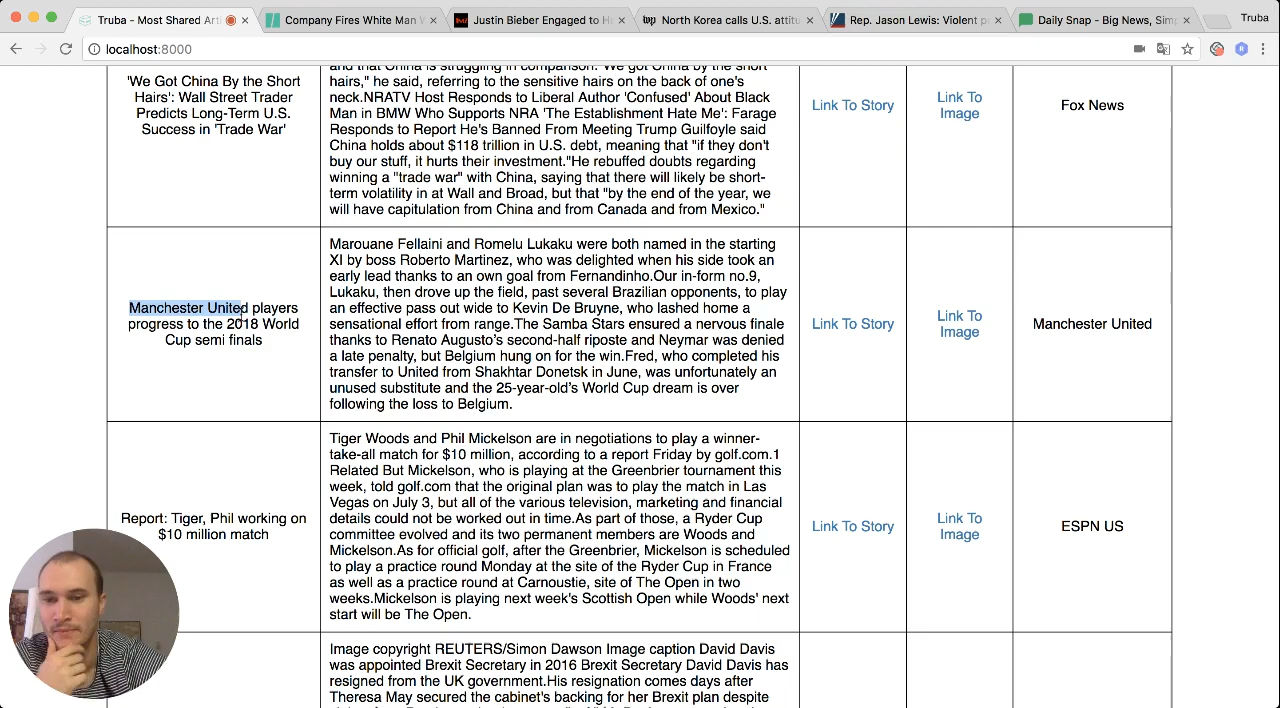 Truba - Most Shared Arti
Company Fires White Man W
Justin Bieber Engaged to H
wp North Korea calls U.S. attitu
Rep. Jason Lewis: Violent p
Daily Snap - Big News, Sim
Truba
localhost:8000
'We Got China By the Short
Hairs': Wall Street Trader
Predicts Long-Term U.S.
Success in 'Trade War'
and that China is struggling in comparison. "We got China by the short
hairs," he said, referring to the sensitive hairs on the back of one's
neck.NRATV Host Responds to Liberal Author 'Confused' About Black
Man in BMW Who Supports NRA 'The Establishment Hate Me': Farage
Responds to Report He's Banned From Meeting Trump Guilfoyle said
China holds about $118 trillion in U.S. debt, meaning that "if they don't
buy our stuff, it hurts their investment."He rebuffed doubts regarding
winning a "trade war" with China, saying that there will likely be short-
term volatility in at Wall and Broad, but that "by the end of the year, we
will have capitulation from China and from Canada and from Mexico."
Link To Story
Link To
Image
Fox News
Manchester United players
progress to the 2018 World
Cup semi finals
Marouane Fellaini and Romelu Lukaku were both named in the starting
XI by boss Roberto Martinez, who was delighted when his side took an
early lead thanks to an own goal from Fernandinho.Our in-form no.9,
Lukaku, then drove up the field, past several Brazilian opponents, to play
an effective pass out wide to Kevin De Bruyne, who lashed home a
sensational effort from range.The Samba Stars ensured a nervous finale
thanks to Renato Augusto's second-half riposte and Neymar was denied
a late penalty, but Belgium hung on for the win.Fred, who completed his
transfer to United from Shakhtar Donetsk in June, was unfortunately an
unused substitute and the 25-year-old's World Cup dream is over
following the loss to Belgium.
Link To Story
Link To
Image
Manchester United
Report: Tiger, Phil working on
$10 million match
Tiger Woods and Phil Mickelson are in negotiations to play a winner-
take-all match for $10 million, according to a report Friday by golf.com.1
Related But Mickelson, who is playing at the Greenbrier tournament this
week, told golf.com that the original plan was to play the match in Las
Vegas on July 3, but all of the various television, marketing and financial
details could not be worked out in time.As part of those, a Ryder Cup
committee evolved and its two permanent members are Woods and
Mickelson.As for official golf, after the Greenbrier, Mickelson is scheduled
to play a practice round Monday at the site of the Ryder Cup in France
as well as a practice round at Carnoustie, site of The Open in two
weeks.Mickelson is playing next week's Scottish Open while Woods' next
start will be The Open.
Link To Story
Link To
Image
ESPN US
Image copyright REUTERS/Simon Dawson Image caption David Davis
was appointed Brexit Secretary in 2016 Brexit Secretary David Davis has
resigned from the UK government.His resignation comes days after
Theresa May secured the cabinet's backing for her Brexit plan despite